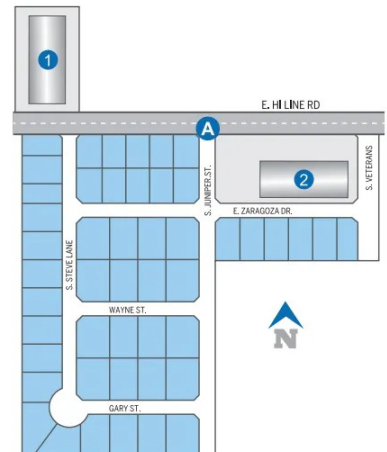 1
E. HI LINE RD
A
S. JUNIPER.ST.
2
S. VETERANS
E. ZARAGOZA DR.
S. STEVE LANE
WAYNE ST.
N
GARY ST.